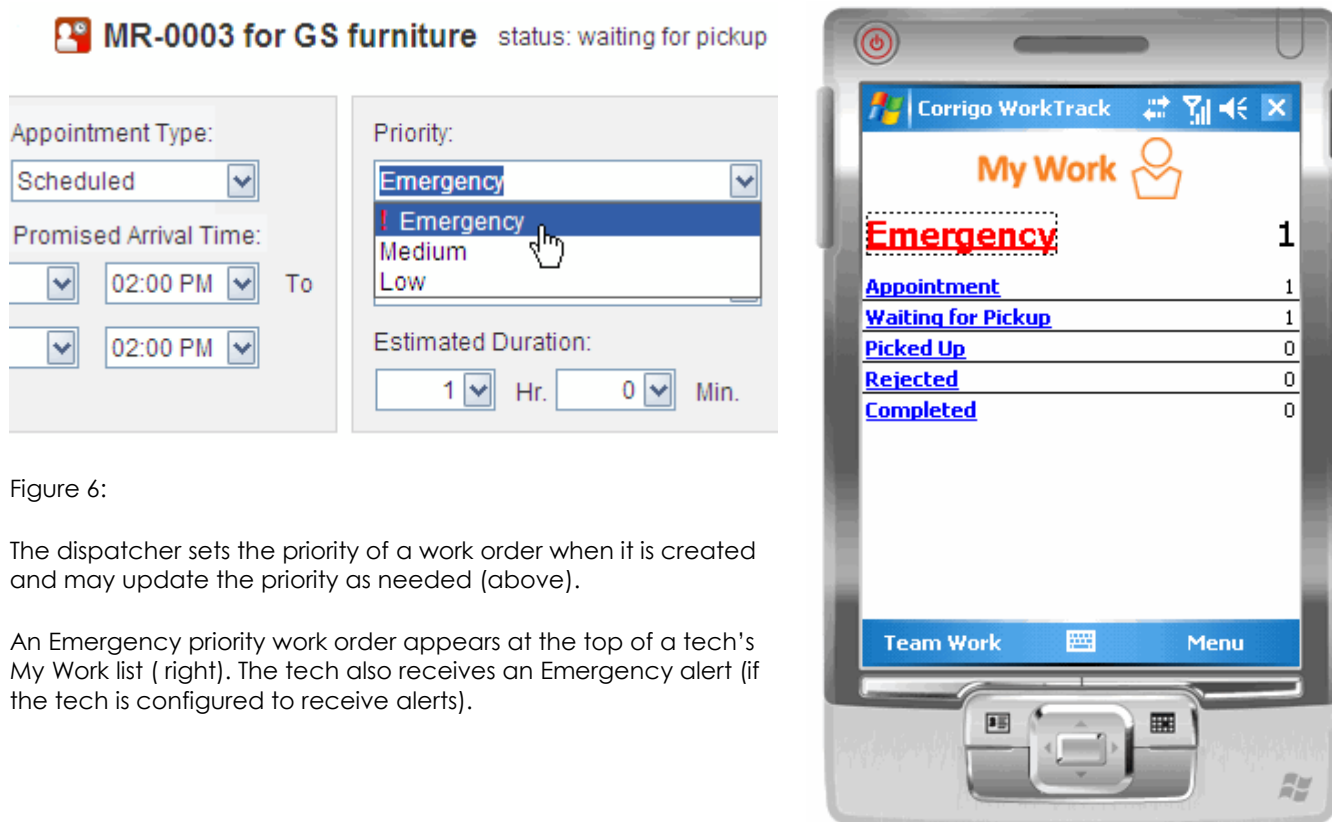 MR-0003 for GS furniture status: waiting for pickup
Appointment Type:
Scheduled
Promised Arrival Time:
02:00 PM To
02:00 PM
Priority:
Emergency
! Emergency
Medium
Low
Estimated Duration:
1 Hr. 0 Min.
Figure 6:
The dispatcher sets the priority of a work order when it is created
and may update the priority as needed (above).
An Emergency priority work order appears at the top of a tech’s
My Work list ( right). The tech also receives an Emergency alert (if
the tech is configured to receive alerts).
Corrigo WorkTrack
My Work
Emergency 1
Appointment 1
Waiting for Pickup 1
Picked Up 0
Rejected 0
Completed 0
Team Work Menu